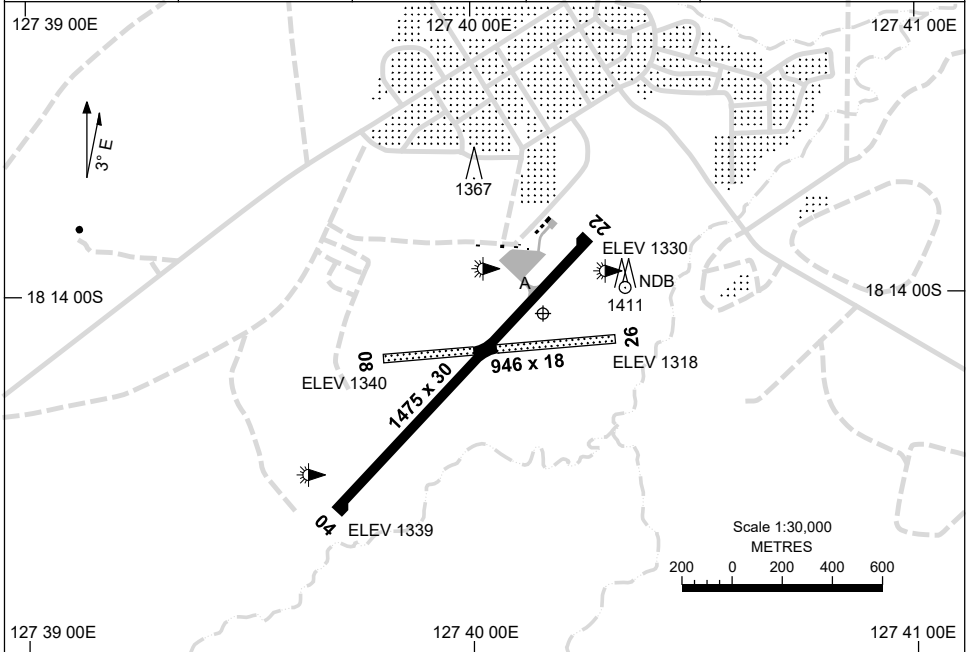 127 39 00E
127 40 00E
127 41 00E
3° E
1367
22
ELEV 1330
NDB
1411
A
18 14 00S
18 14 00S
08
26
946 x 18
ELEV 1318
ELEV 1340
1475 x 30
04
ELEV 1339
Scale 1:30,000
METRES
200 0 200 400 600
127 39 00E
127 40 00E
127 41 00E